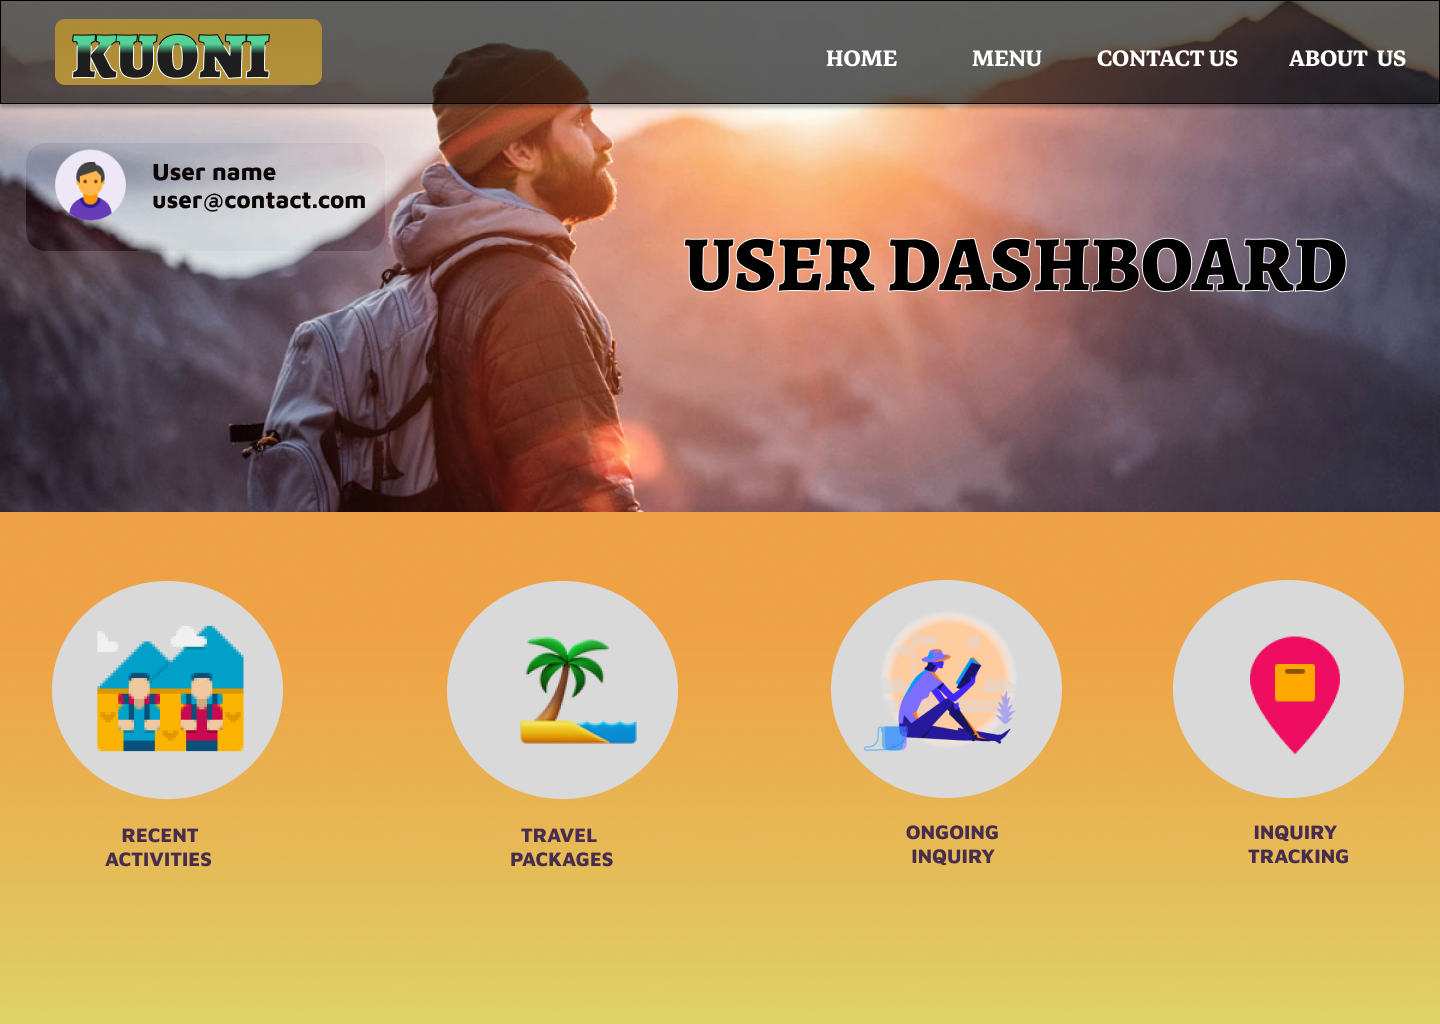 KUONI
HOME
MENU
CONTACT US
ABOUT US
User name
user@contact.com
USER DASHBOARD
RECENT
ACTIVITIES
TRAVEL
PACKAGES
ONGOING
INQUIRY
INQUIRY
TRACKING